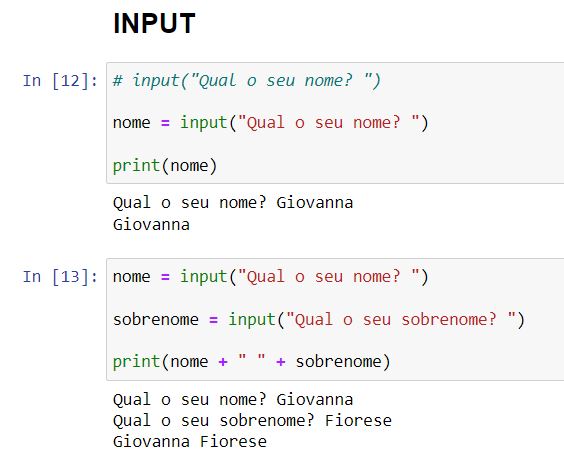 INPUT
In [12]: # input("Qual o seu nome? ")
nome = input("Qual o seu nome? ")
print(nome)
Qual o seu nome? Giovanna
Giovanna
In [13]: nome = input("Qual o seu nome? ")
sobrenome = input("Qual o seu sobrenome? ")
print(nome + " " + sobrenome)
Qual o seu nome? Giovanna
Qual o seu sobrenome? Fiorese
Giovanna Fiorese